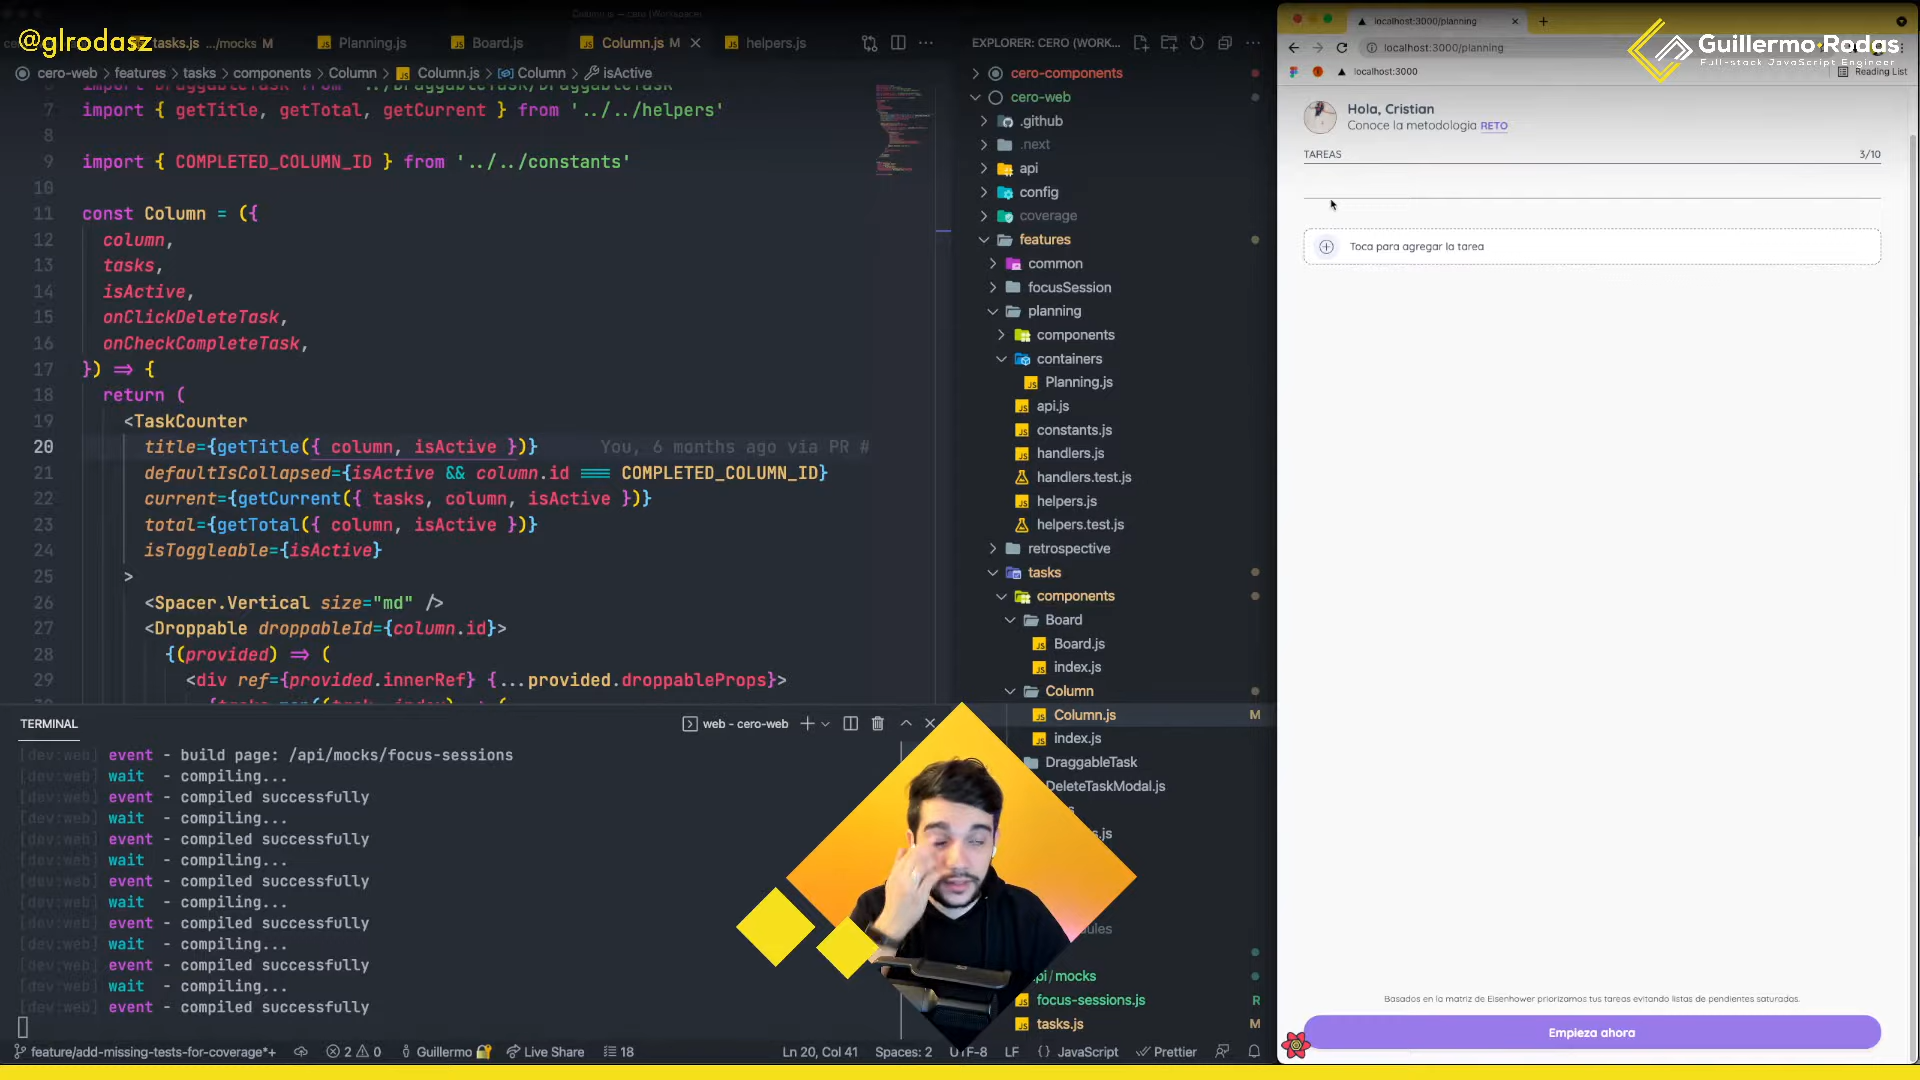 @glrodasz
tasks.js .../mocks M
Planning.js
Board.js
Column.js M
helpers.js
cero-web > features > tasks > components > Column > Column.js > Column > isActive
7 import { getTitle, getTotal, getCurrent } from '../../helpers'
8
9 import { COMPLETED_COLUMN_ID } from '../../constants'
10
11 const Column = ({
12 column,
13 tasks,
14 isActive,
15 onClickDeleteTask,
16 onCheckCompleteTask,
17 }) => {
18 return (
19 <TaskCounter
20 title={getTitle({ column, isActive })} You, 6 months ago via PR #
21 defaultIsCollapsed={isActive && column.id === COMPLETED_COLUMN_ID}
22 current={getCurrent({ tasks, column, isActive })}
23 total={getTotal({ column, isActive })}
24 isToggleable={isActive}
25 >
26 <Spacer.Vertical size="md" />
27 <Droppable droppableId={column.id}>
28 {(provided) => (
29 <div ref={provided.innerRef} {...provided.droppableProps}>
TERMINAL
web - cero-web
[dev:web] event - build page: /api/mocks/focus-sessions
[dev:web] wait - compiling...
[dev:web] event - compiled successfully
[dev:web] wait - compiling...
[dev:web] event - compiled successfully
[dev:web] wait - compiling...
[dev:web] event - compiled successfully
[dev:web] wait - compiling...
[dev:web] event - compiled successfully
[dev:web] wait - compiling...
[dev:web] event - compiled successfully
[dev:web] wait - compiling...
[dev:web] event - compiled successfully
feature/add-missing-tests-for-coverage*+
2 0
Guillermo
Live Share
18
Ln 20, Col 41
Spaces: 2
UTF-8
LF
{} JavaScript
Prettier
EXPLORER: CERO (WORK...
cero-components
cero-web
.github
.next
api
config
coverage
features
common
focusSession
planning
components
containers
Planning.js
api.js
constants.js
handlers.js
handlers.test.js
helpers.js
helpers.test.js
retrospective
tasks
components
Board
Board.js
index.js
Column
Column.js M
index.js
DraggableTask
DeleteTaskModal.js
focus-sessions.js R
tasks.js M
localhost:3000/planning
localhost:3000/planning
localhost:3000
Reading List
Guillermo Rodas
Full-stack JavaScript Engineer
Hola, Cristian
Conoce la metodología RETO
TAREAS 3/10
Toca para agregar la tarea
Basados en la matriz de Eisenhower priorizamos tus tareas evitando listas de pendientes saturadas.
Empieza ahora